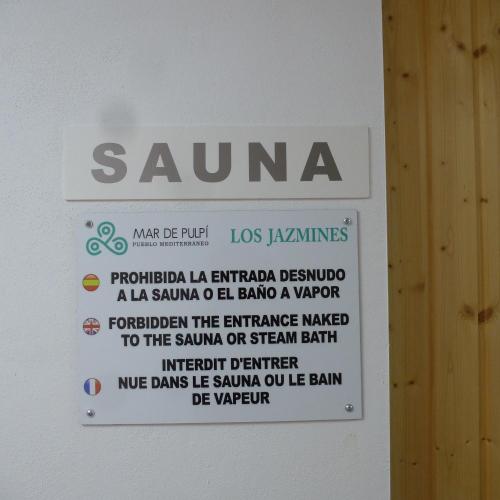 SAUNA
MAR DE PULPÍ
PUEBLO MEDITERRANEO
LOS JAZMINES
PROHIBIDA LA ENTRADA DESNUDO
A LA SAUNA O EL BAÑO A VAPOR
FORBIDDEN THE ENTRANCE NAKED
TO THE SAUNA OR STEAM BATH
INTERDIT D'ENTRER
NUE DANS LE SAUNA OU LE BAIN
DE VAPEUR